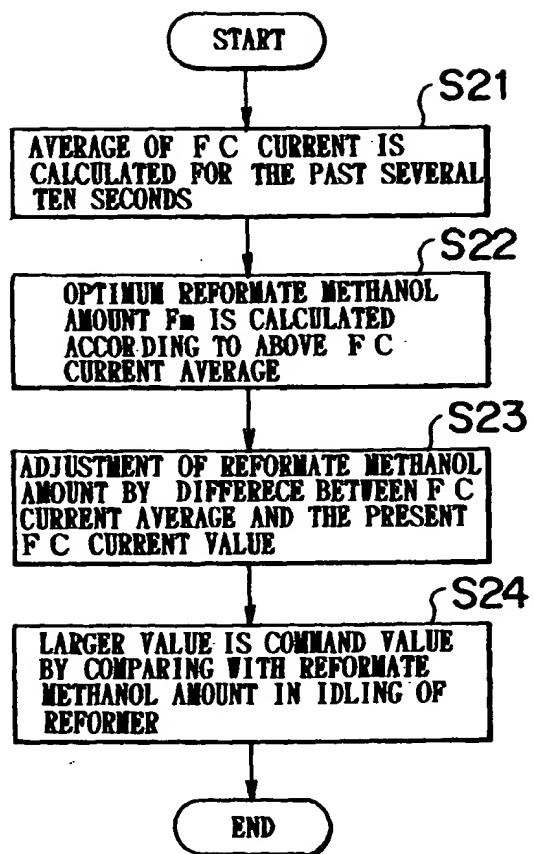 START
S21
AVERAGE OF F C CURRENT IS
CALCULATED FOR THE PAST SEVERAL
TEN SECONDS
S22
OPTIMUM REFORMATE METHANOL
AMOUNT Fm IS CALCULATED
ACCORDING TO ABOVE F C
CURRENT AVERAGE
S23
ADJUSTMENT OF REFORMATE METHANOL
AMOUNT BY DIFFERECE BETWEEN F C
CURRENT AVERAGE AND THE PRESENT
F C CURRENT VALUE
S24
LARGER VALUE IS COMMAND VALUE
BY COMPARING WITH REFORMATE
METHANOL AMOUNT IN IDLING OF
REFORMER
END